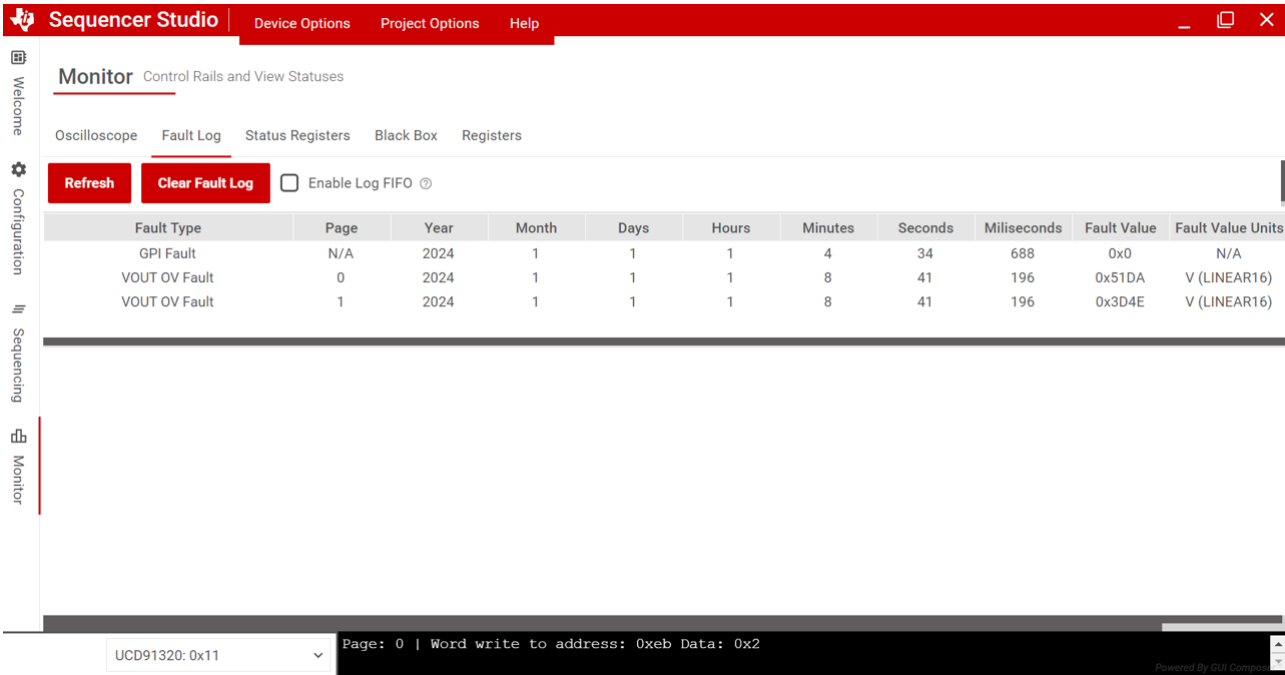 Sequencer Studio Device Options Project Options Help
Welcome
Configuration
Sequencing
Monitor
Monitor Control Rails and View Statuses
Oscilloscope Fault Log Status Registers Black Box Registers
Refresh Clear Fault Log Enable Log FIFO
Fault Type Page Year Month Days Hours Minutes Seconds Miliseconds Fault Value Fault Value Units
GPI Fault N/A 2024 1 1 1 4 34 688 0x0 N/A
VOUT OV Fault 0 2024 1 1 1 8 41 196 0x51DA V (LINEAR16)
VOUT OV Fault 1 2024 1 1 1 8 41 196 0x3D4E V (LINEAR16)
UCD91320: 0x11
Page: 0 | Word write to address: 0xeb Data: 0x2
Powered By GUI Compos